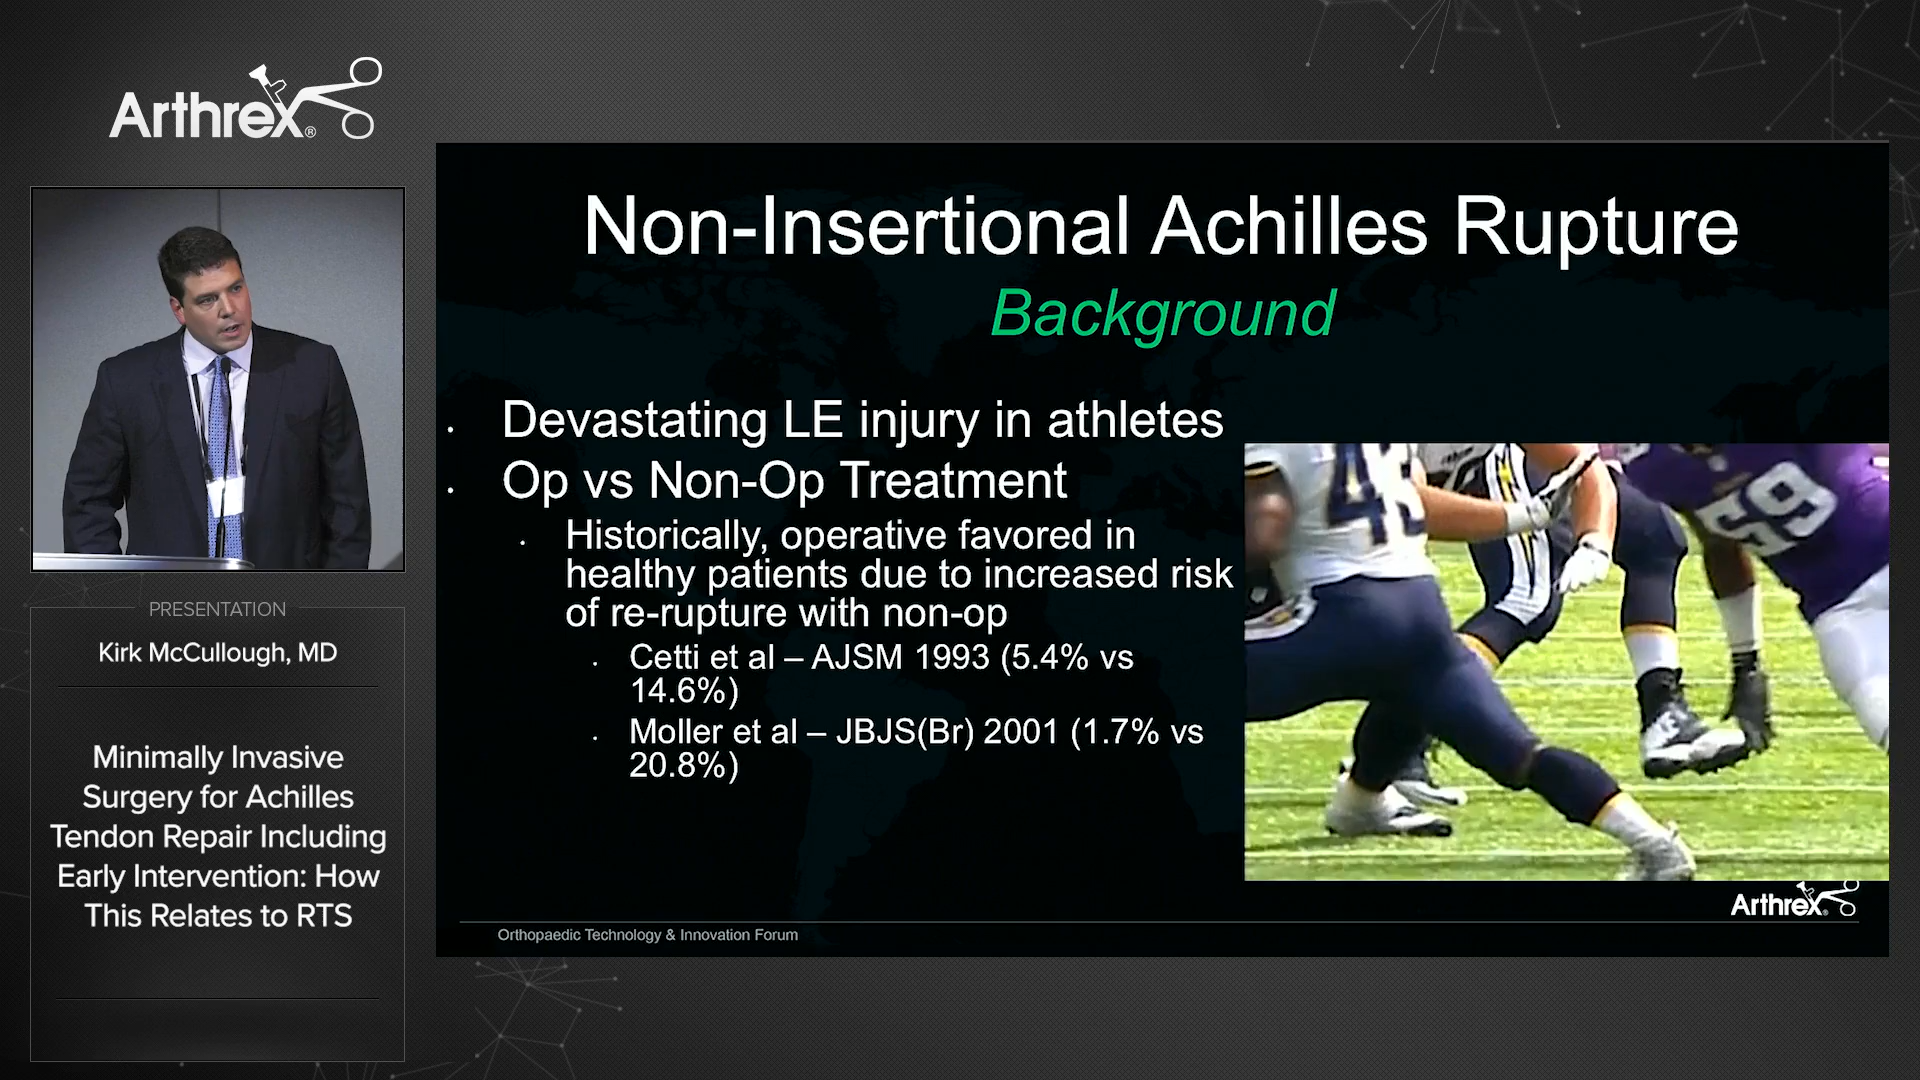 Arthrex®
PRESENTATION
Kirk McCullough, MD
Minimally Invasive
Surgery for Achilles
Tendon Repair Including
Early Intervention: How
This Relates to RTS
Non-Insertional Achilles Rupture
Background
• Devastating LE injury in athletes
• Op vs Non-Op Treatment
• Historically, operative favored in
healthy patients due to increased risk
of re-rupture with non-op
• Cetti et al – AJSM 1993 (5.4% vs
14.6%)
• Moller et al – JBJS(Br) 2001 (1.7% vs
20.8%)
59
Arthrex®
Orthopaedic Technology & Innovation Forum